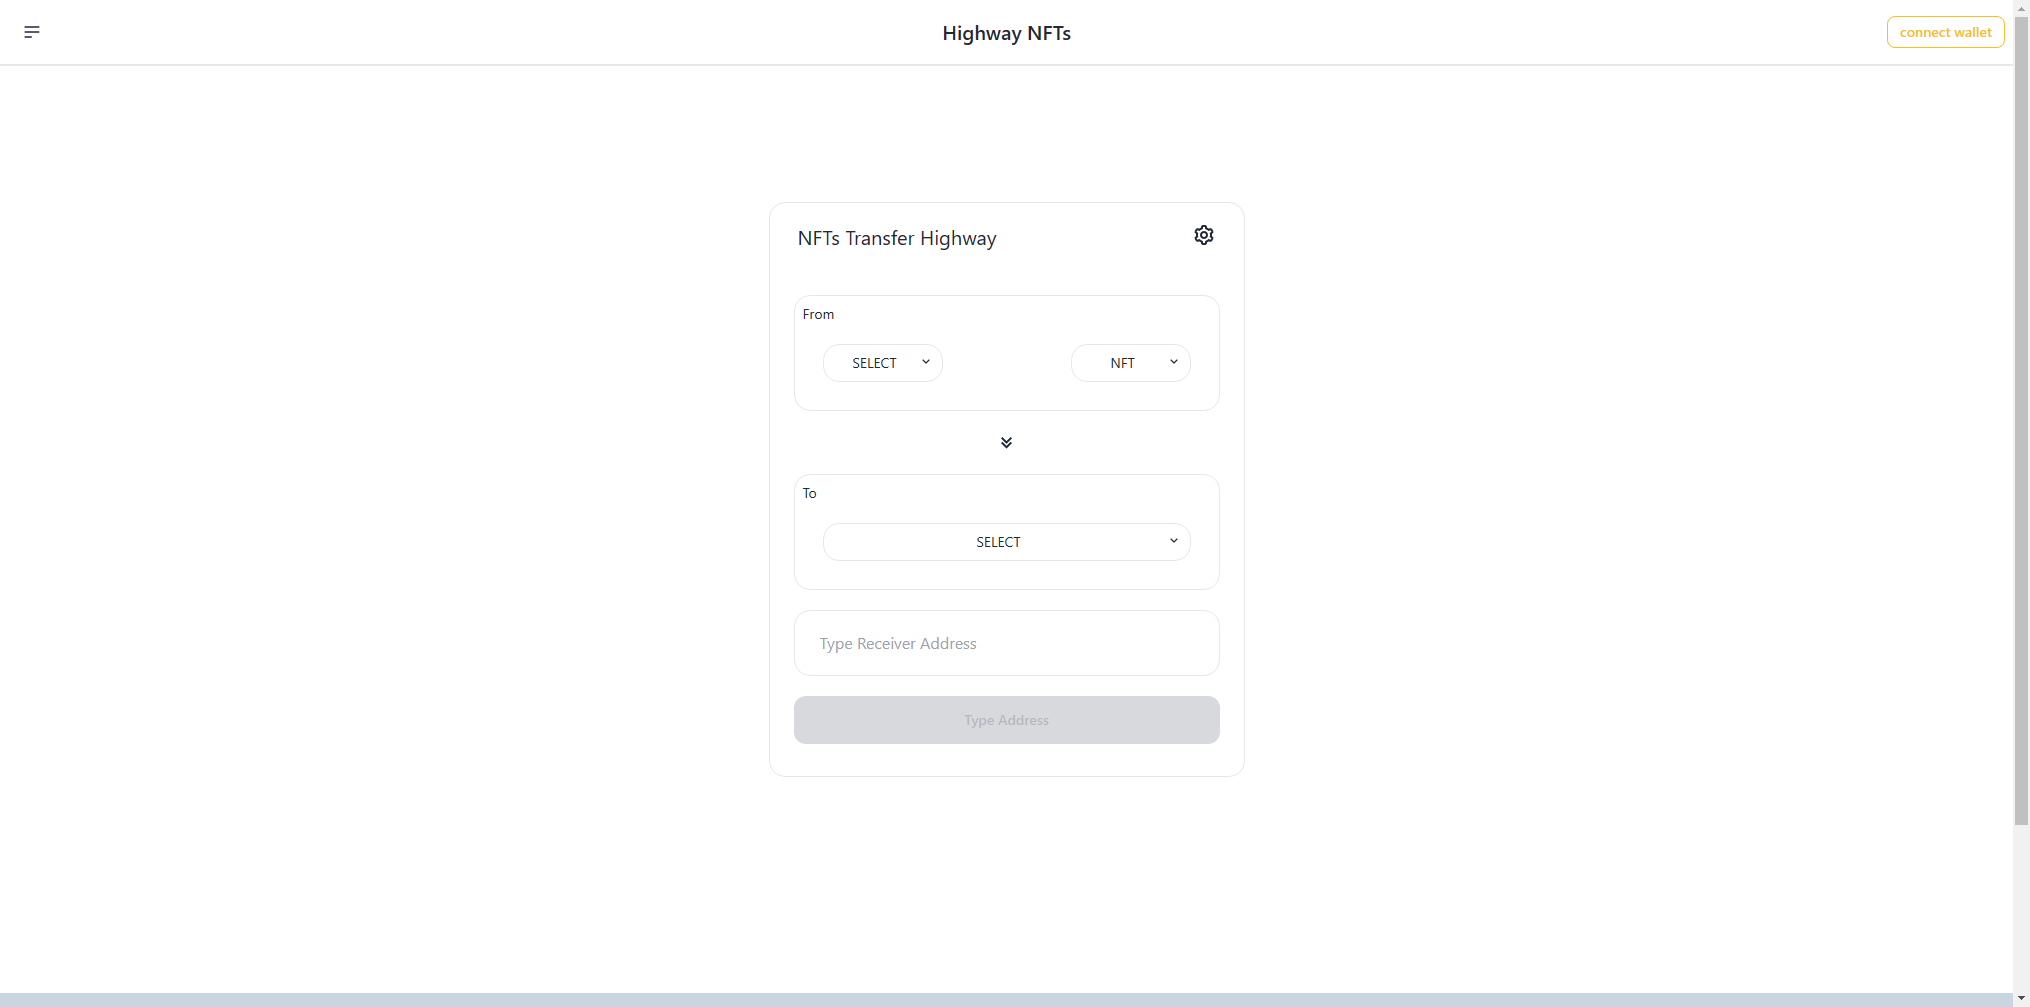 Highway NFTs
connect wallet
NFTs Transfer Highway
From
SELECT
NFT
To
SELECT
Type Receiver Address
Type Address